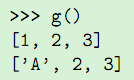 >>> g()
[1, 2, 3]
['A', 2, 3]